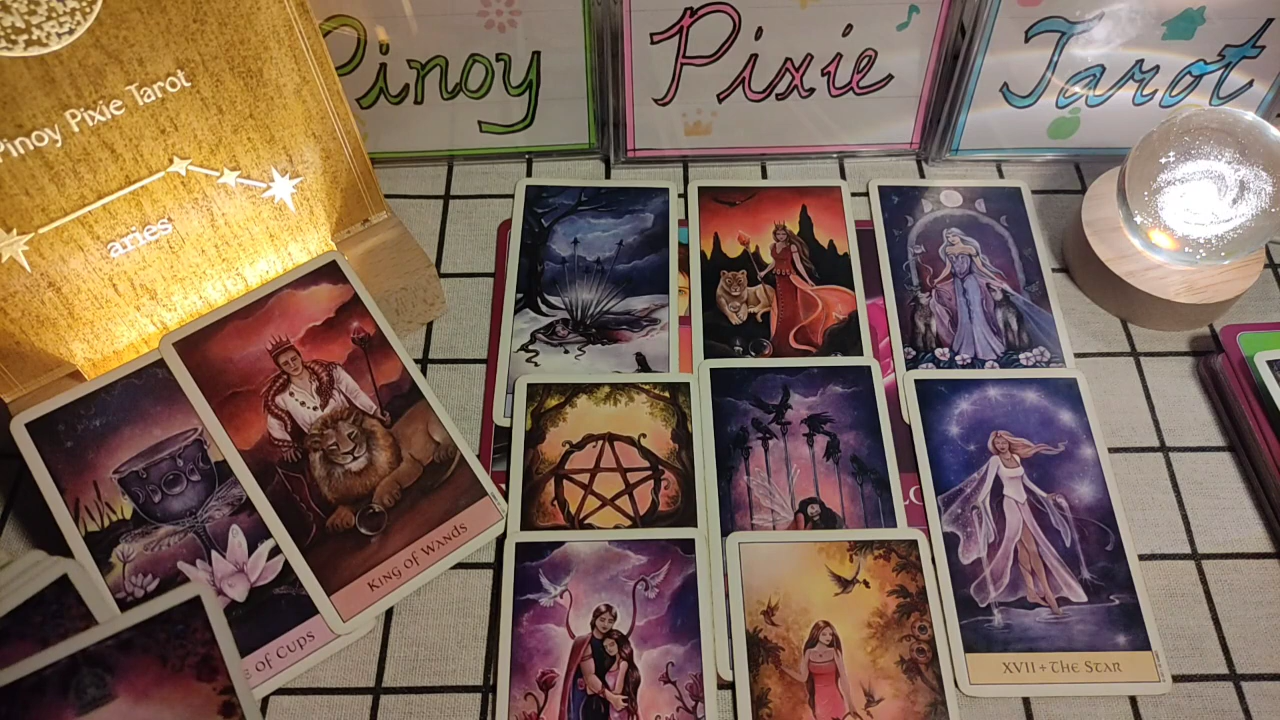 Pinoy Pixie Tarot
Pinoy Pixie Tarot
aries
KING OF WANDS
OF CUPS
XVII + THE STAR